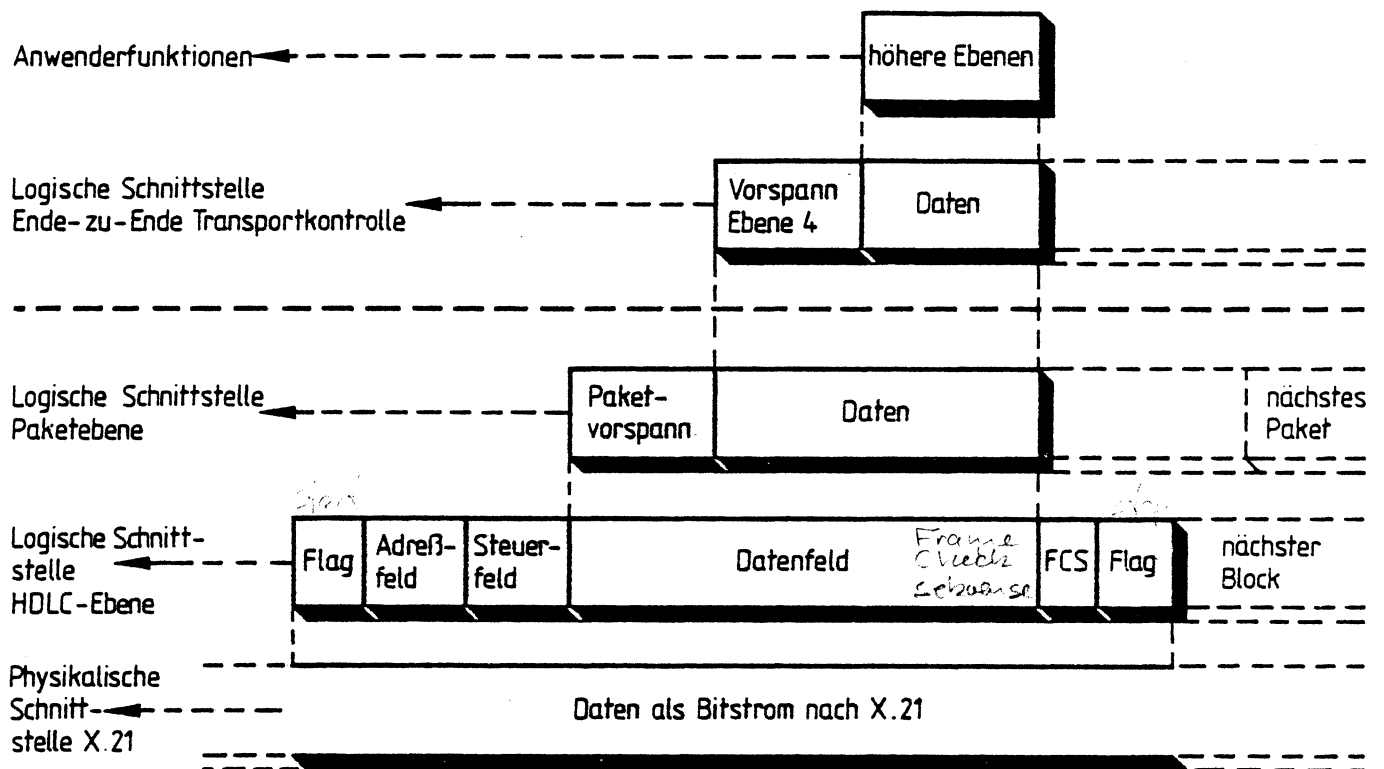 Anwenderfunktionen
höhere Ebenen
Logische Schnittstelle
Ende-zu-Ende Transportkontrolle
Vorspann
Ebene 4
Daten
Logische Schnittstelle
Paketebene
Paket-
vorspann
Daten
nächstes
Paket
Logische Schnitt-
stelle
HDLC-Ebene
Flag
Adreß-
feld
Steuer-
feld
Datenfeld
Frame
Check
FCS
Flag
nächster
Block
Physikalische
Schnitt-
stelle X.21
Daten als Bitstrom nach X.21